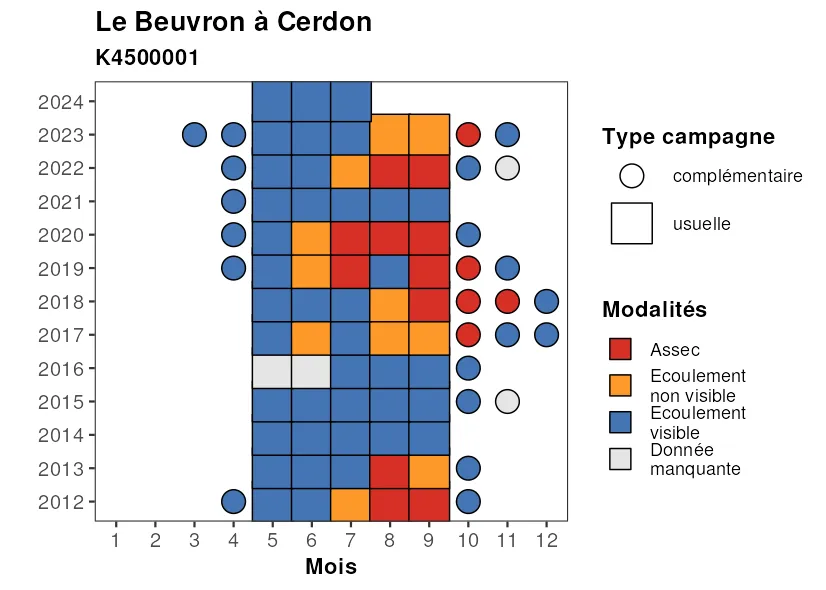 Le Beuvron à Cerdon
K4500001
2024
2023
2022
2021
2020
2019
2018
2017
2016
2015
2014
2013
2012
1 2 3 4 5 6 7 8 9 10 11 12
Mois
Type campagne
complémentaire
usuelle
Modalités
Assec
Ecoulement
non visible
Ecoulement
visible
Donnée
manquante